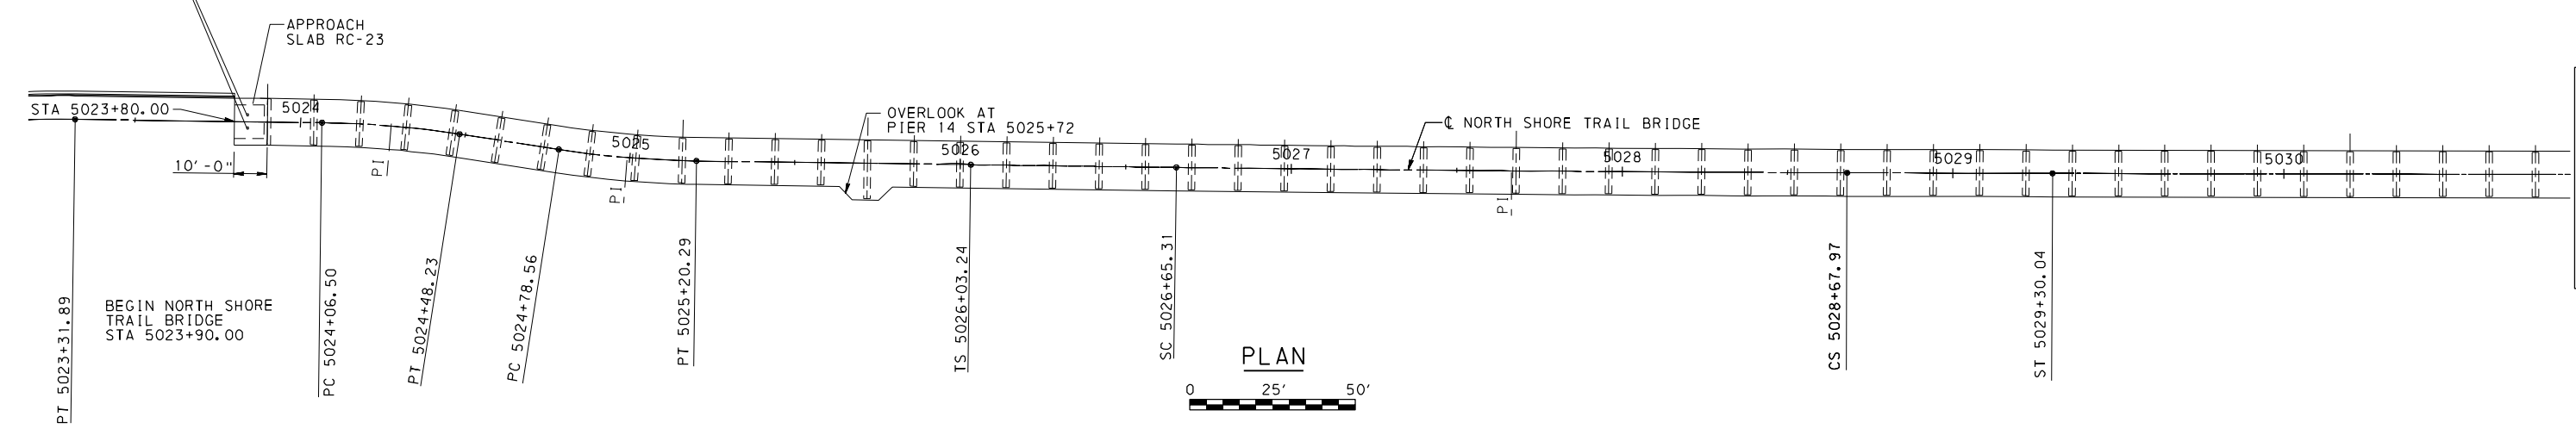 APPROACH
SLAB RC-23
STA 5023+80.00
5024
10'-0"
PI
5025
PI
OVERLOOK AT
PIER 14 STA 5025+72
5026
℄ NORTH SHORE TRAIL BRIDGE
5027
PI
5028
5029
5030
PT 5023+31.89
BEGIN NORTH SHORE
TRAIL BRIDGE
STA 5023+90.00
PC 5024+06.50
PT 5024+48.23
PC 5024+78.56
PT 5025+20.29
TS 5026+03.24
SC 5026+65.31
CS 5028+67.97
ST 5029+30.04
PLAN
0 25' 50'